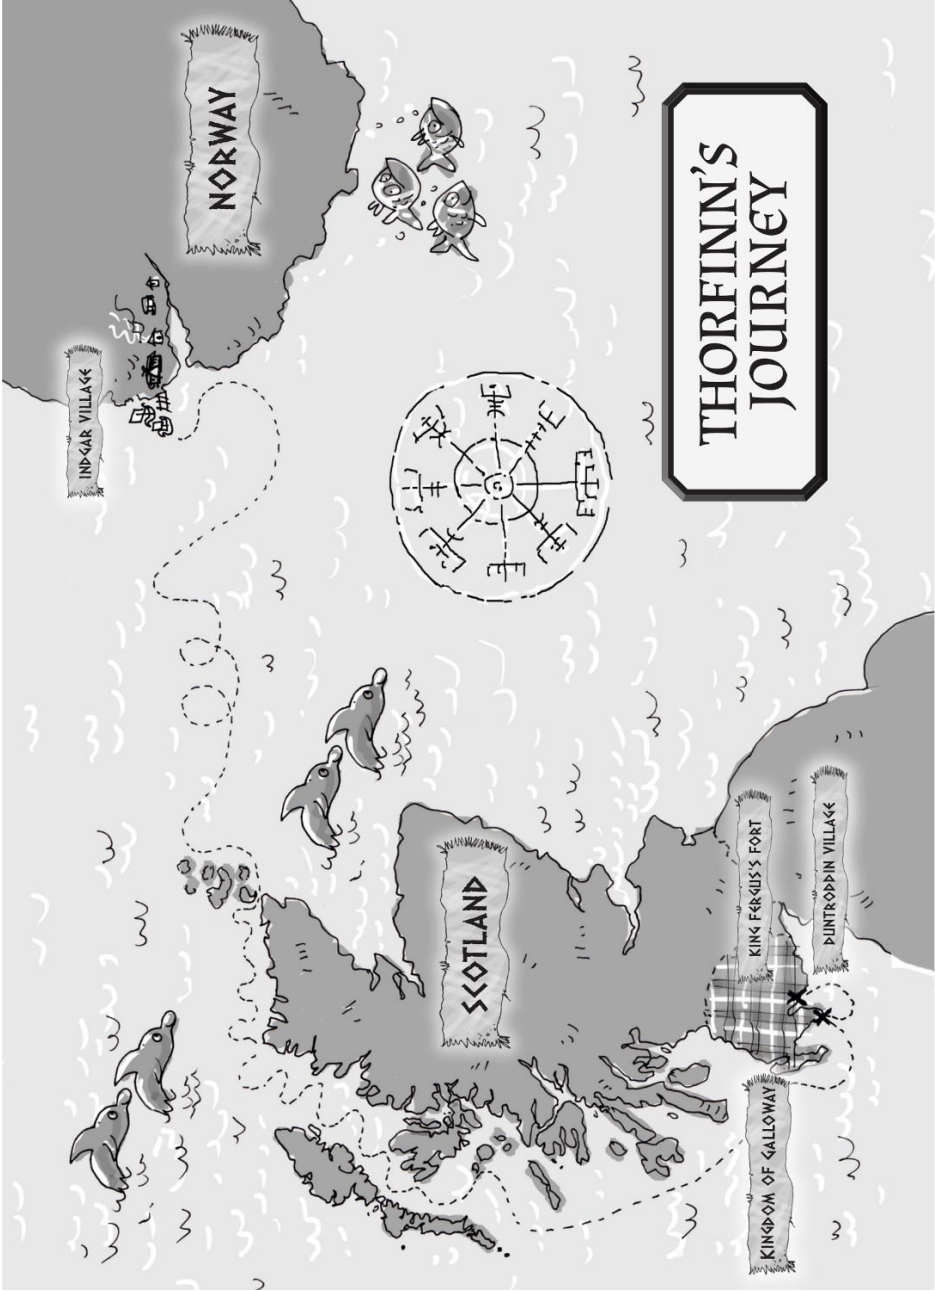 THORFINN'S
JOURNEY
NORWAY
INDGAR VILLAGE
SCOTLAND
KING FERGUS'S FORT
DUNTRODDIN VILLAGE
KINGDOM OF GALLOWAY